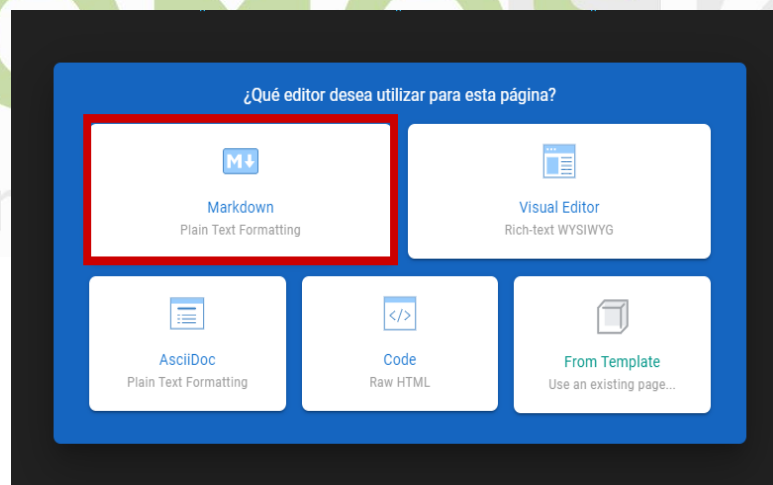 ¿Qué editor desea utilizar para esta página?
M
Markdown
Plain Text Formatting
Visual Editor
Rich-text WYSIWYG
</>
AsciiDoc
Plain Text Formatting
Code
Raw HTML
From Template
Use an existing page...